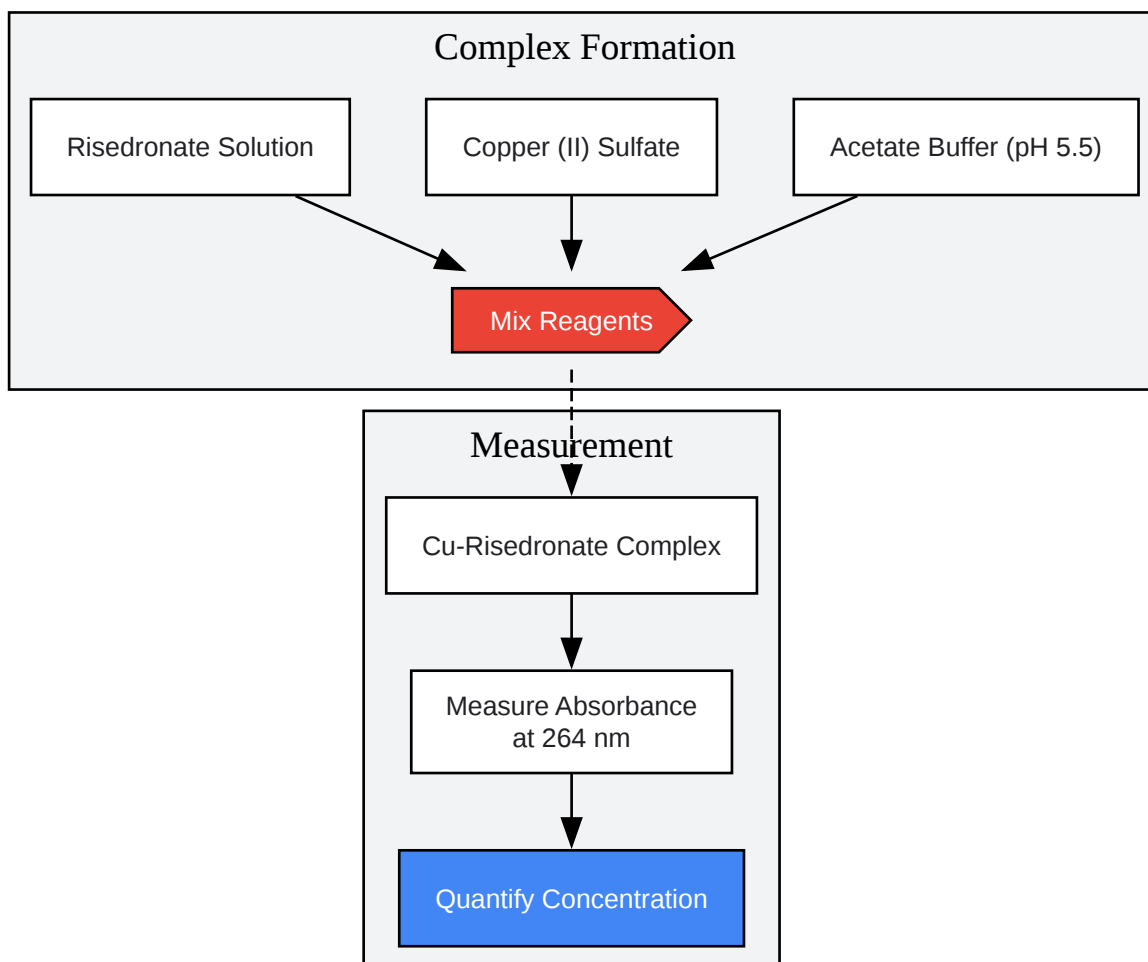 Complex Formation
Risedronate Solution
Copper (II) Sulfate
Acetate Buffer (pH 5.5)
Mix Reagents
Measurement
Cu-Risedronate Complex
Measure Absorbance
at 264 nm
Quantify Concentration